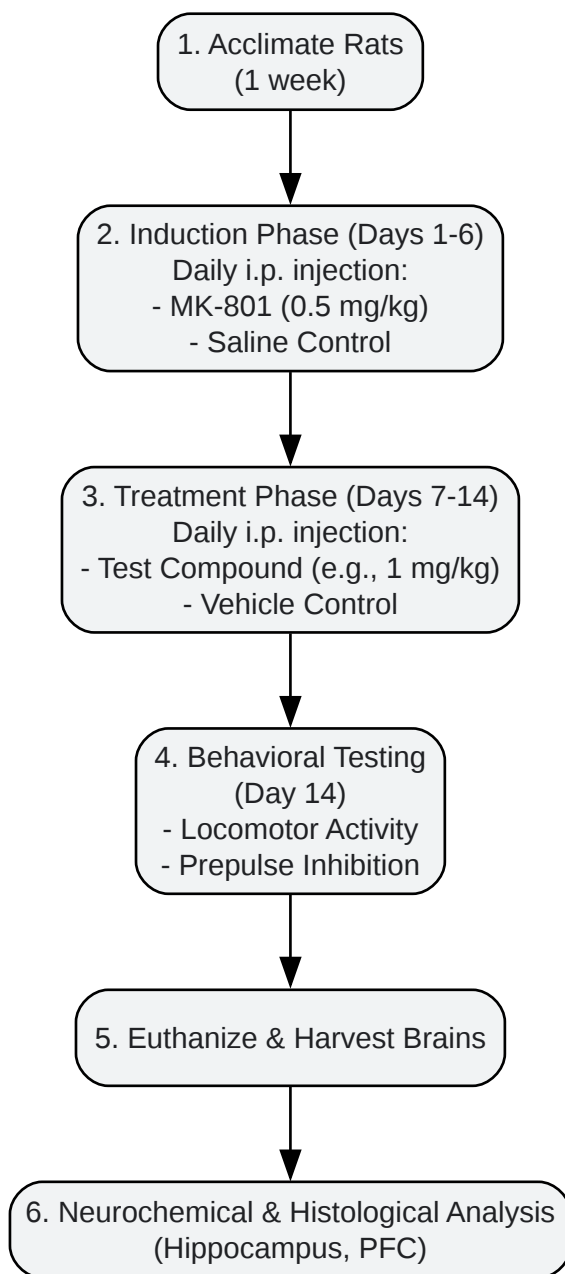 1. Acclimate Rats
(1 week)
2. Induction Phase (Days 1-6)
Daily i.p. injection:
- MK-801 (0.5 mg/kg)
- Saline Control
3. Treatment Phase (Days 7-14)
Daily i.p. injection:
- Test Compound (e.g., 1 mg/kg)
- Vehicle Control
4. Behavioral Testing
(Day 14)
- Locomotor Activity
- Prepulse Inhibition
5. Euthanize & Harvest Brains
6. Neurochemical & Histological Analysis
(Hippocampus, PFC)